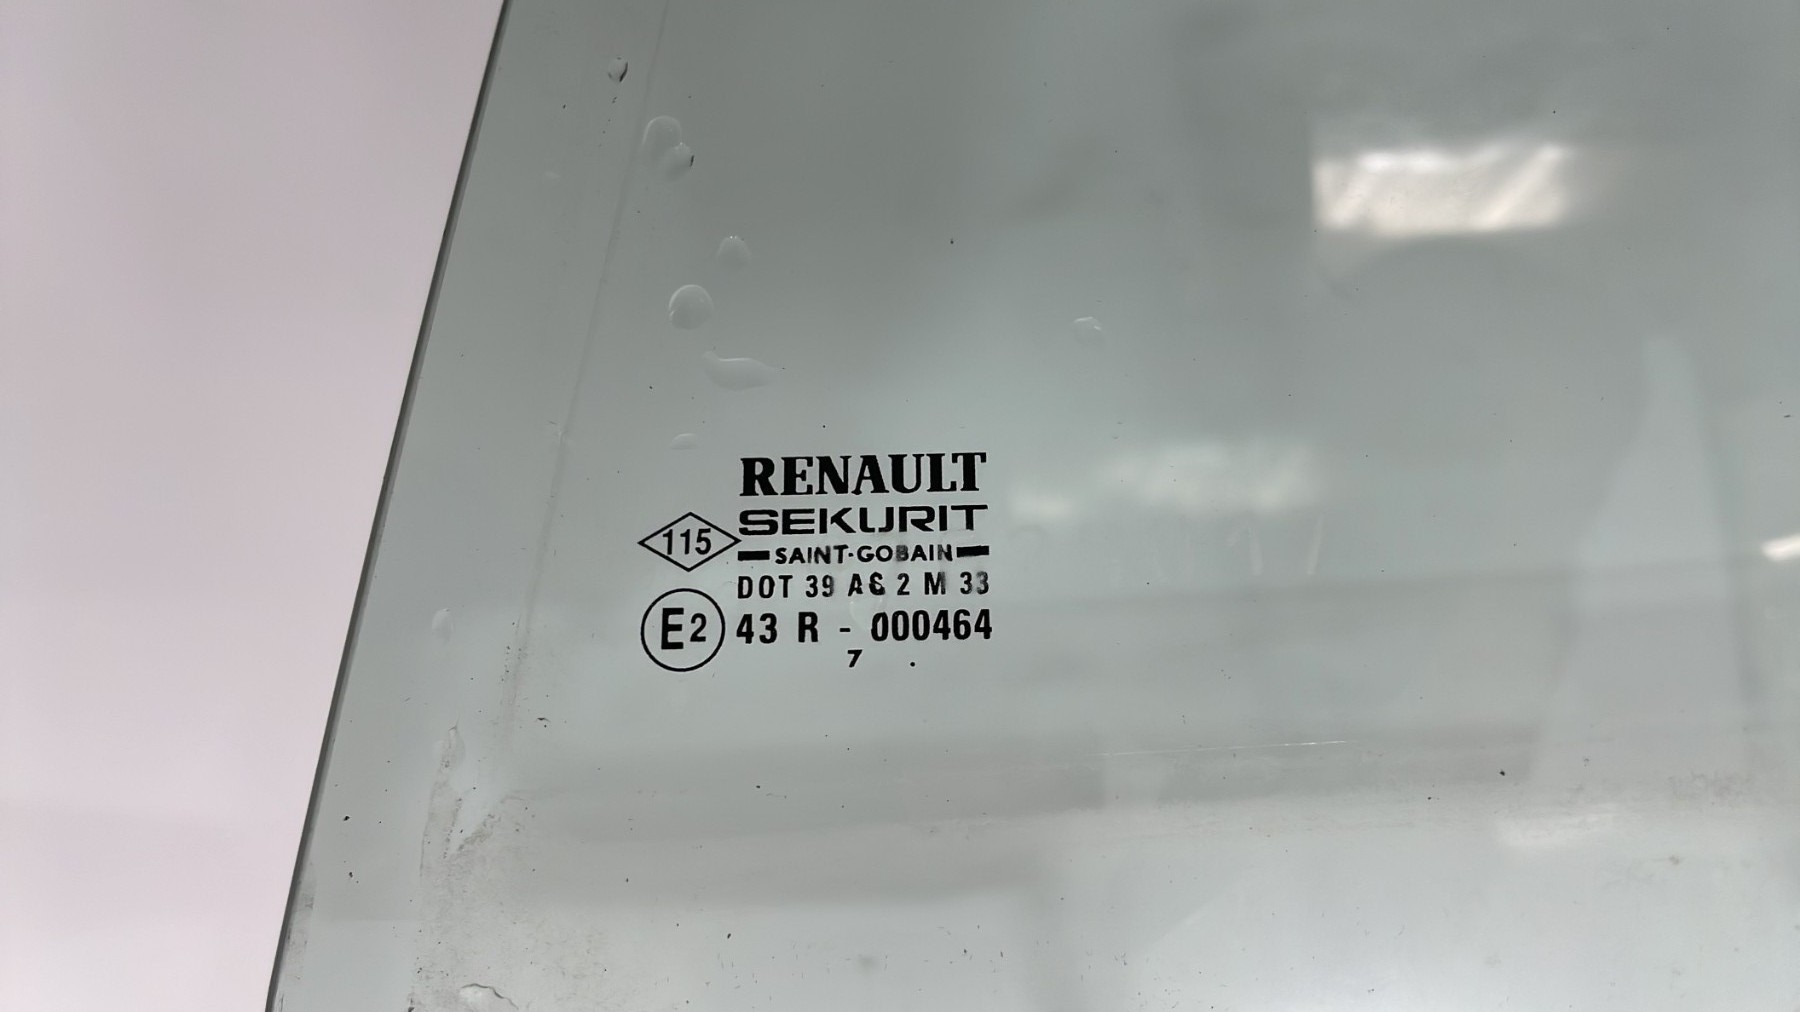 RENAULT
SEKURIT
115
SAINT-GOBAIN
DOT 39 AS 2 M 33
E2 43 R - 000464
7 .